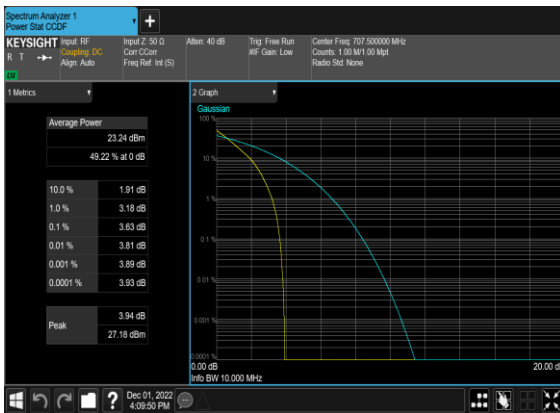 Spectrum Analyzer 1
Power Stat CCDF
KEYSIGHT
R T
LV
Input: RF
Coupling: DC
Align: Auto
Input Z: 50 Ω
Corr CCorr
Freq Ref: Int (S)
Atten: 40 dB
Trig: Free Run
#IF Gain: Low
Center Freq: 707.500000 MHz
Counts: 1.00 M/1.00 Mpt
Radio Std: None
1 Metrics
Average Power
23.24 dBm
49.22 % at 0 dB
10.0 % 1.91 dB
1.0 % 3.18 dB
0.1 % 3.63 dB
0.01 % 3.81 dB
0.001 % 3.89 dB
0.0001 % 3.93 dB
Peak
3.94 dB
27.18 dBm
2 Graph
Gaussian
100 %
10 %
1 %
0.1 %
0.01 %
0.001 %
0.0001 %
0.00 dB
20.00 d
Info BW 10.000 MHz
Dec 01, 2022
4:09:50 PM